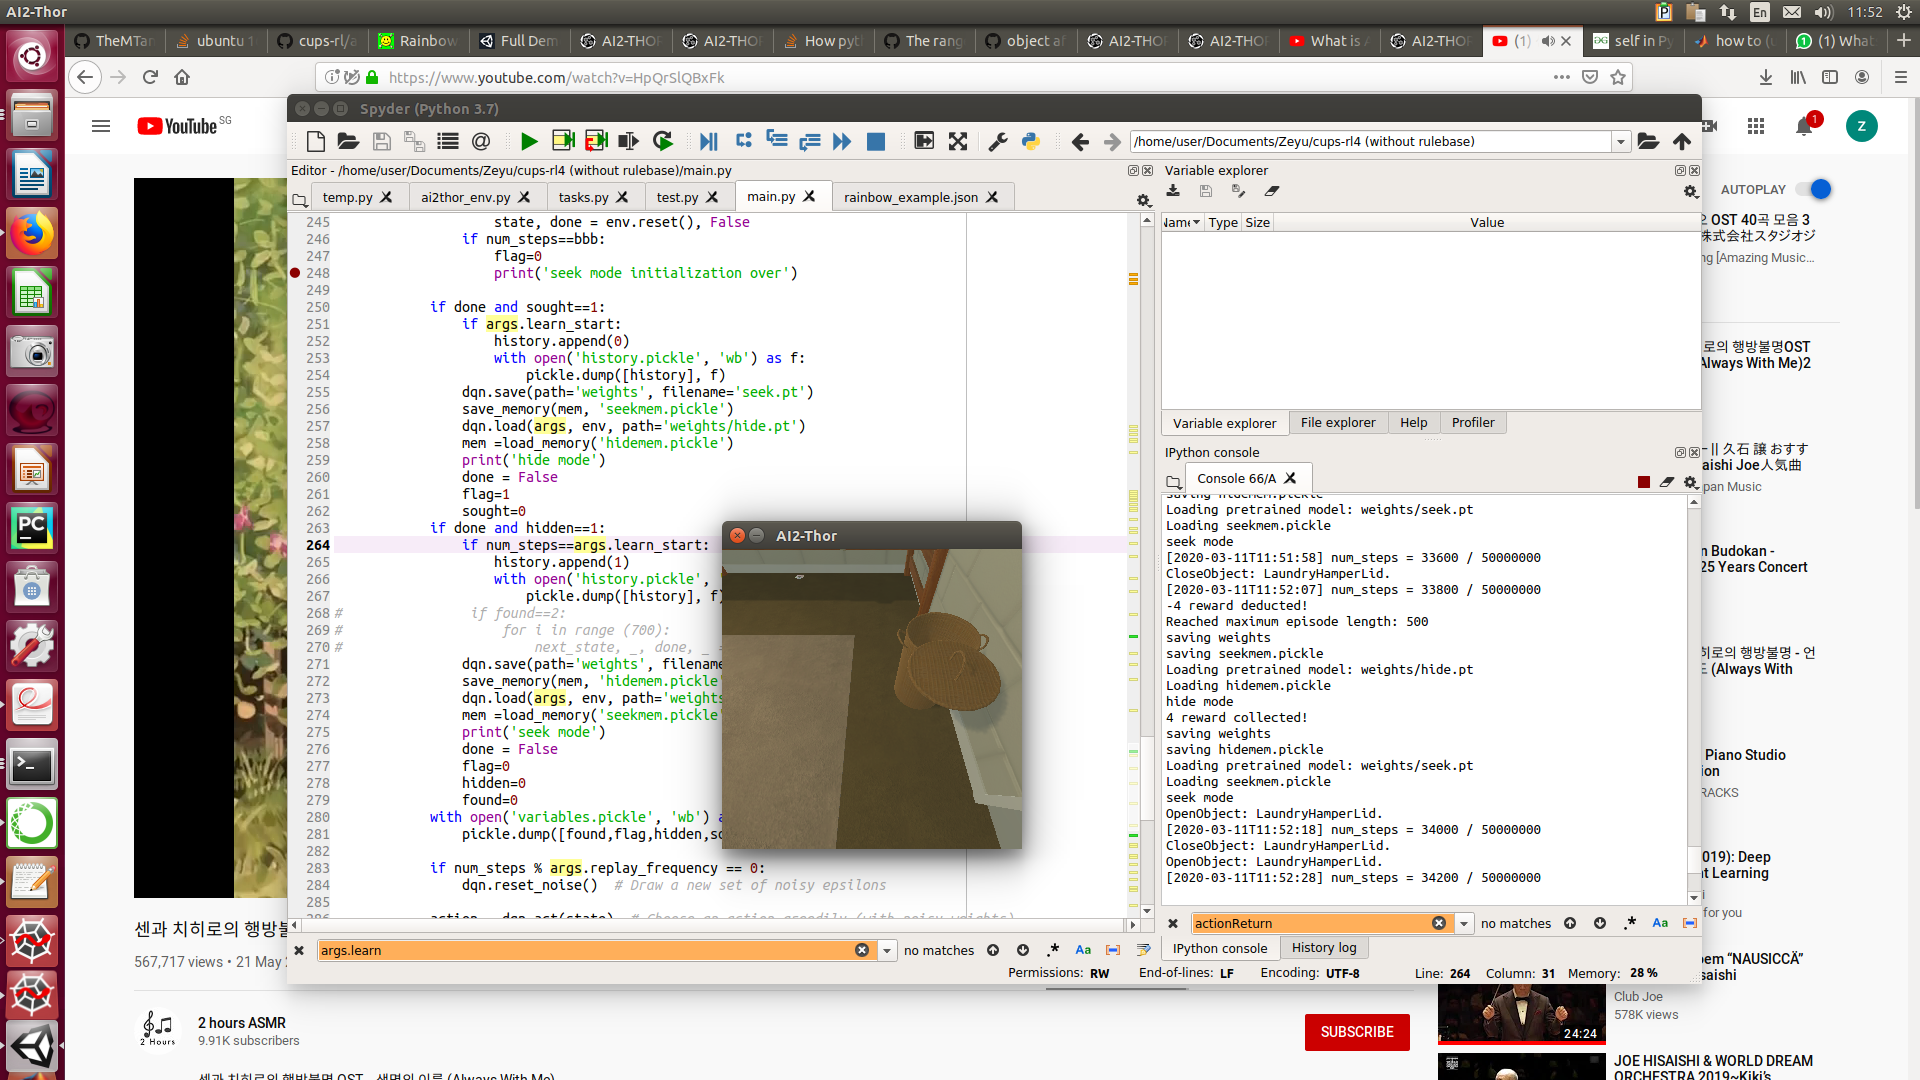 AI2-Thor
En
11:52
TheMTar
ubuntu 1
cups-rl/a
Rainbow
Full Dem
AI2-THO
AI2-THO
How pyt
The rang
object af
AI2-THO
AI2-THO
What is
AI2-THO
(1)
self in Py
how to (
(1) What
https://www.youtube.com/watch?v=HpQrSlQBxFk
YouTube SG
1
Z
AUTOPLAY
Spyder (Python 3.7)
/home/user/Documents/Zeyu/cups-rl4 (without rulebase)
Editor - /home/user/Documents/Zeyu/cups-rl4 (without rulebase)/main.py
temp.py
ai2thor_env.py
tasks.py
test.py
main.py
rainbow_example.json
245 state, done = env.reset(), False
246 if num_steps==bbb:
247 flag=0
248 print('seek mode initialization over')
249
250 if done and sought==1:
251 if args.learn_start:
252 history.append(0)
253 with open('history.pickle', 'wb') as f:
254 pickle.dump([history], f)
255 dqn.save(path='weights', filename='seek.pt')
256 save_memory(mem, 'seekmem.pickle')
257 dqn.load(args, env, path='weights/hide.pt')
258 mem =load_memory('hidemem.pickle')
259 print('hide mode')
260 done = False
261 flag=1
262 sought=0
263 if done and hidden==1:
264 if num_steps==args.learn_start:
265 history.append(1)
266 with open('history.pickle',
267 pickle.dump([history], f)
268 # if found==2:
269 # for i in range (700):
270 # next_state, _, done, _ =
271 dqn.save(path='weights', filename
272 save_memory(mem, 'hidemem.pickle'
273 dqn.load(args, env, path='weights
274 mem =load_memory('seekmem.pickle'
275 print('seek mode')
276 done = False
277 flag=0
278 hidden=0
279 found=0
280 with open('variables.pickle', 'wb') a
281 pickle.dump([found,flag,hidden,so
282
283 if num_steps % args.replay_frequency == 0:
284 dqn.reset_noise() # Draw a new set of noisy epsilons
285
AI2-Thor
args.learn
no matches
Aa
Variable explorer
Name Type Size Value
Variable explorer
File explorer
Help
Profiler
IPython console
Console 66/A
saving hidemem.pickle
Loading pretrained model: weights/seek.pt
Loading seekmem.pickle
seek mode
[2020-03-11T11:51:58] num_steps = 33600 / 50000000
CloseObject: LaundryHamperLid.
[2020-03-11T11:52:07] num_steps = 33800 / 50000000
-4 reward deducted!
Reached maximum episode length: 500
saving weights
saving seekmem.pickle
Loading pretrained model: weights/hide.pt
Loading hidemem.pickle
hide mode
4 reward collected!
saving weights
saving hidemem.pickle
Loading pretrained model: weights/seek.pt
Loading seekmem.pickle
seek mode
OpenObject: LaundryHamperLid.
[2020-03-11T11:52:18] num_steps = 34000 / 50000000
CloseObject: LaundryHamperLid.
OpenObject: LaundryHamperLid.
[2020-03-11T11:52:28] num_steps = 34200 / 50000000
actionReturn
no matches
Aa
IPython console
History log
Permissions: RW End-of-lines: LF Encoding: UTF-8 Line: 264 Column: 31 Memory: 28 %
OST 40곡 모음 3
株式会社スタジオジ
ng [Amazing Music...
로의 행방불명OST
(Always With Me)2
久石 譲 おすす
aishi Joe人気曲
pan Music
n Budokan -
25 Years Concert
히로의 행방불명 - 언
도 (Always With
Piano Studio
tion
RACKS
2019): Deep
nt Learning
for you
oem “NAUSICCÄ”
isaishi
Club Joe
578K views
24:24
JOE HISAISHI & WORLD DREAM
ORCHESTRA 2019~Kiki's
센과 치히로의 행방불
567,717 views • 21 May 2
2 Hours
2 hours ASMR
9.91K subscribers
SUBSCRIBE
센과 치히로의 행방불명 OST - 생명의 이름 (Always With Me)
PC